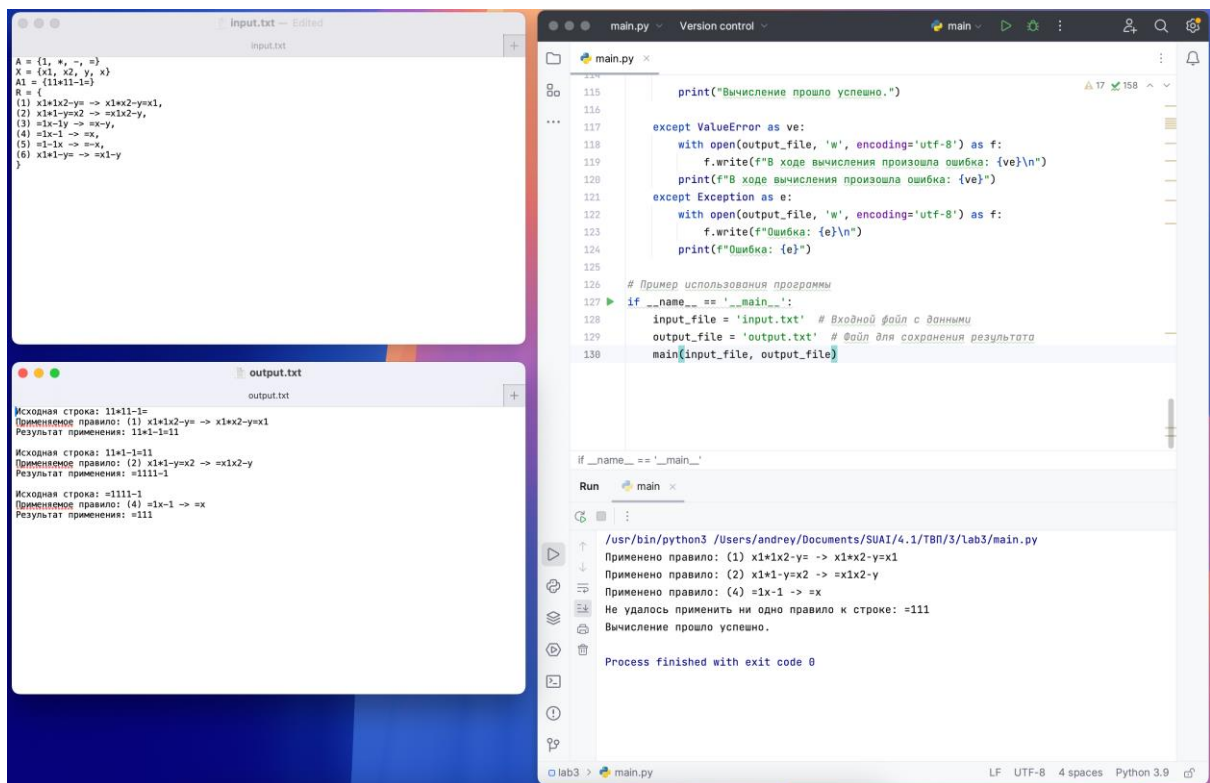 input.txt — Edited
input.txt
A = {1, *, −, =}
X = {x1, x2, y, x}
A1 = {11*11−1=}
R = {
(1) x1*1x2−y= −> x1*x2−y=x1,
(2) x1*1−y=x2 −> =x1x2−y,
(3) =1x−1y −> =x−y,
(4) =1x−1 −> =x,
(5) =1−1x −> =−x,
(6) x1*1−y= −> =x1−y
}
output.txt
output.txt
Исходная строка: 11*11−1=
Применяемое правило: (1) x1*1x2−y= −> x1*x2−y=x1
Результат применения: 11*1−1=11
Исходная строка: 11*1−1=11
Применяемое правило: (2) x1*1−y=x2 −> =x1x2−y
Результат применения: =1111−1
Исходная строка: =1111−1
Применяемое правило: (4) =1x−1 −> =x
Результат применения: =111
main.py
Version control
main
main.py
114
17 158
115 print("Вычисление прошло успешно.")
116
117 except ValueError as ve:
118 with open(output_file, 'w', encoding='utf-8') as f:
119 f.write(f"В ходе вычисления произошла ошибка: {ve}\n")
120 print(f"В ходе вычисления произошла ошибка: {ve}")
121 except Exception as e:
122 with open(output_file, 'w', encoding='utf-8') as f:
123 f.write(f"Ошибка: {e}\n")
124 print(f"Ошибка: {e}")
125
126 # Пример использования программы
127 if __name__ == '__main__':
128 input_file = 'input.txt' # Входной файл с данными
129 output_file = 'output.txt' # Файл для сохранения результата
130 main(input_file, output_file)
if __name__ == '__main__'
Run main
/usr/bin/python3 /Users/andrey/Documents/SUAI/4.1/ТВП/3/lab3/main.py
Применено правило: (1) x1*1x2-y= -> x1*x2-y=x1
Применено правило: (2) x1*1-y=x2 -> =x1x2-y
Применено правило: (4) =1x-1 -> =x
Не удалось применить ни одно правило к строке: =111
Вычисление прошло успешно.
Process finished with exit code 0
lab3 > main.py
LF UTF-8 4 spaces Python 3.9